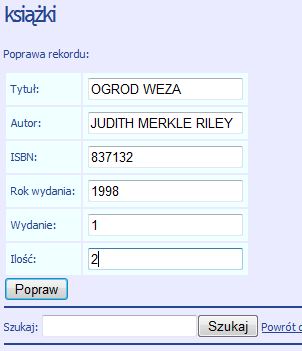 książki
Poprawa rekordu:
Tytuł: OGROD WEZA
Autor: JUDITH MERKLE RILEY
ISBN: 837132
Rok wydania: 1998
Wydanie: 1
Ilość: 2
Popraw
Szukaj: Szukaj Powrót